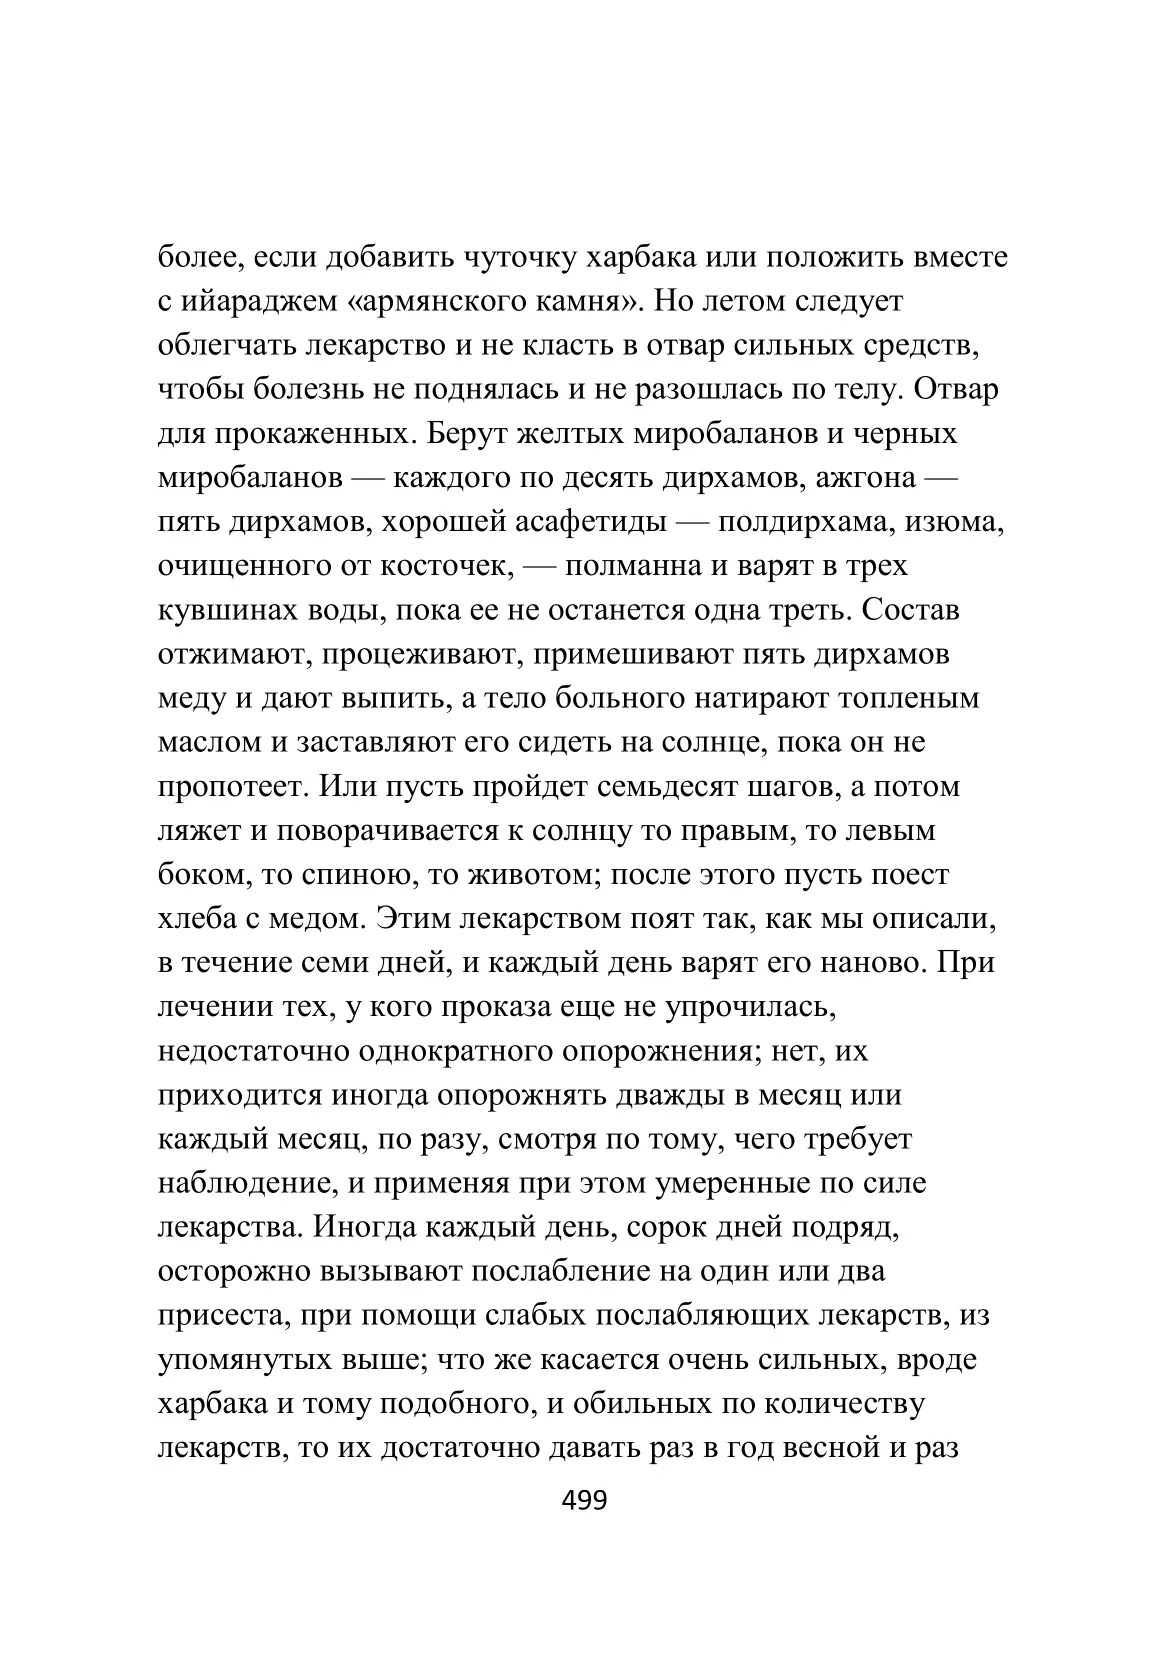 более, если добавить чуточку харбака или положить вместе
с ийараджем «армянского камня». Но летом следует
облегчать лекарство и не класть в отвар сильных средств,
чтобы болезнь не поднялась и не разошлась по телу. Отвар
для прокаженных. Берут желтых миробаланов и черных
миробаланов — каждого по десять дирхамов, ажгона —
пять дирхамов, хорошей асафетиды — полдирхама, изюма,
очищенного от косточек, — полманна и варят в трех
кувшинах воды, пока ее не останется одна треть. Состав
отжимают, процеживают, примешивают пять дирхамов
меду и дают выпить, а тело больного натирают топленым
маслом и заставляют его сидеть на солнце, пока он не
пропотеет. Или пусть пройдет семьдесят шагов, а потом
ляжет и поворачивается к солнцу то правым, то левым
боком, то спиною, то животом; после этого пусть поест
хлеба с медом. Этим лекарством поят так, как мы описали,
в течение семи дней, и каждый день варят его наново. При
лечении тех, у кого проказа еще не упрочилась,
недостаточно однократного опорожнения; нет, их
приходится иногда опорожнять дважды в месяц или
каждый месяц, по разу, смотря по тому, чего требует
наблюдение, и применяя при этом умеренные по силе
лекарства. Иногда каждый день, сорок дней подряд,
осторожно вызывают послабление на один или два
присеста, при помощи слабых послабляющих лекарств, из
упомянутых выше; что же касается очень сильных, вроде
харбака и тому подобного, и обильных по количеству
лекарств, то их достаточно давать раз в год весной и раз
499